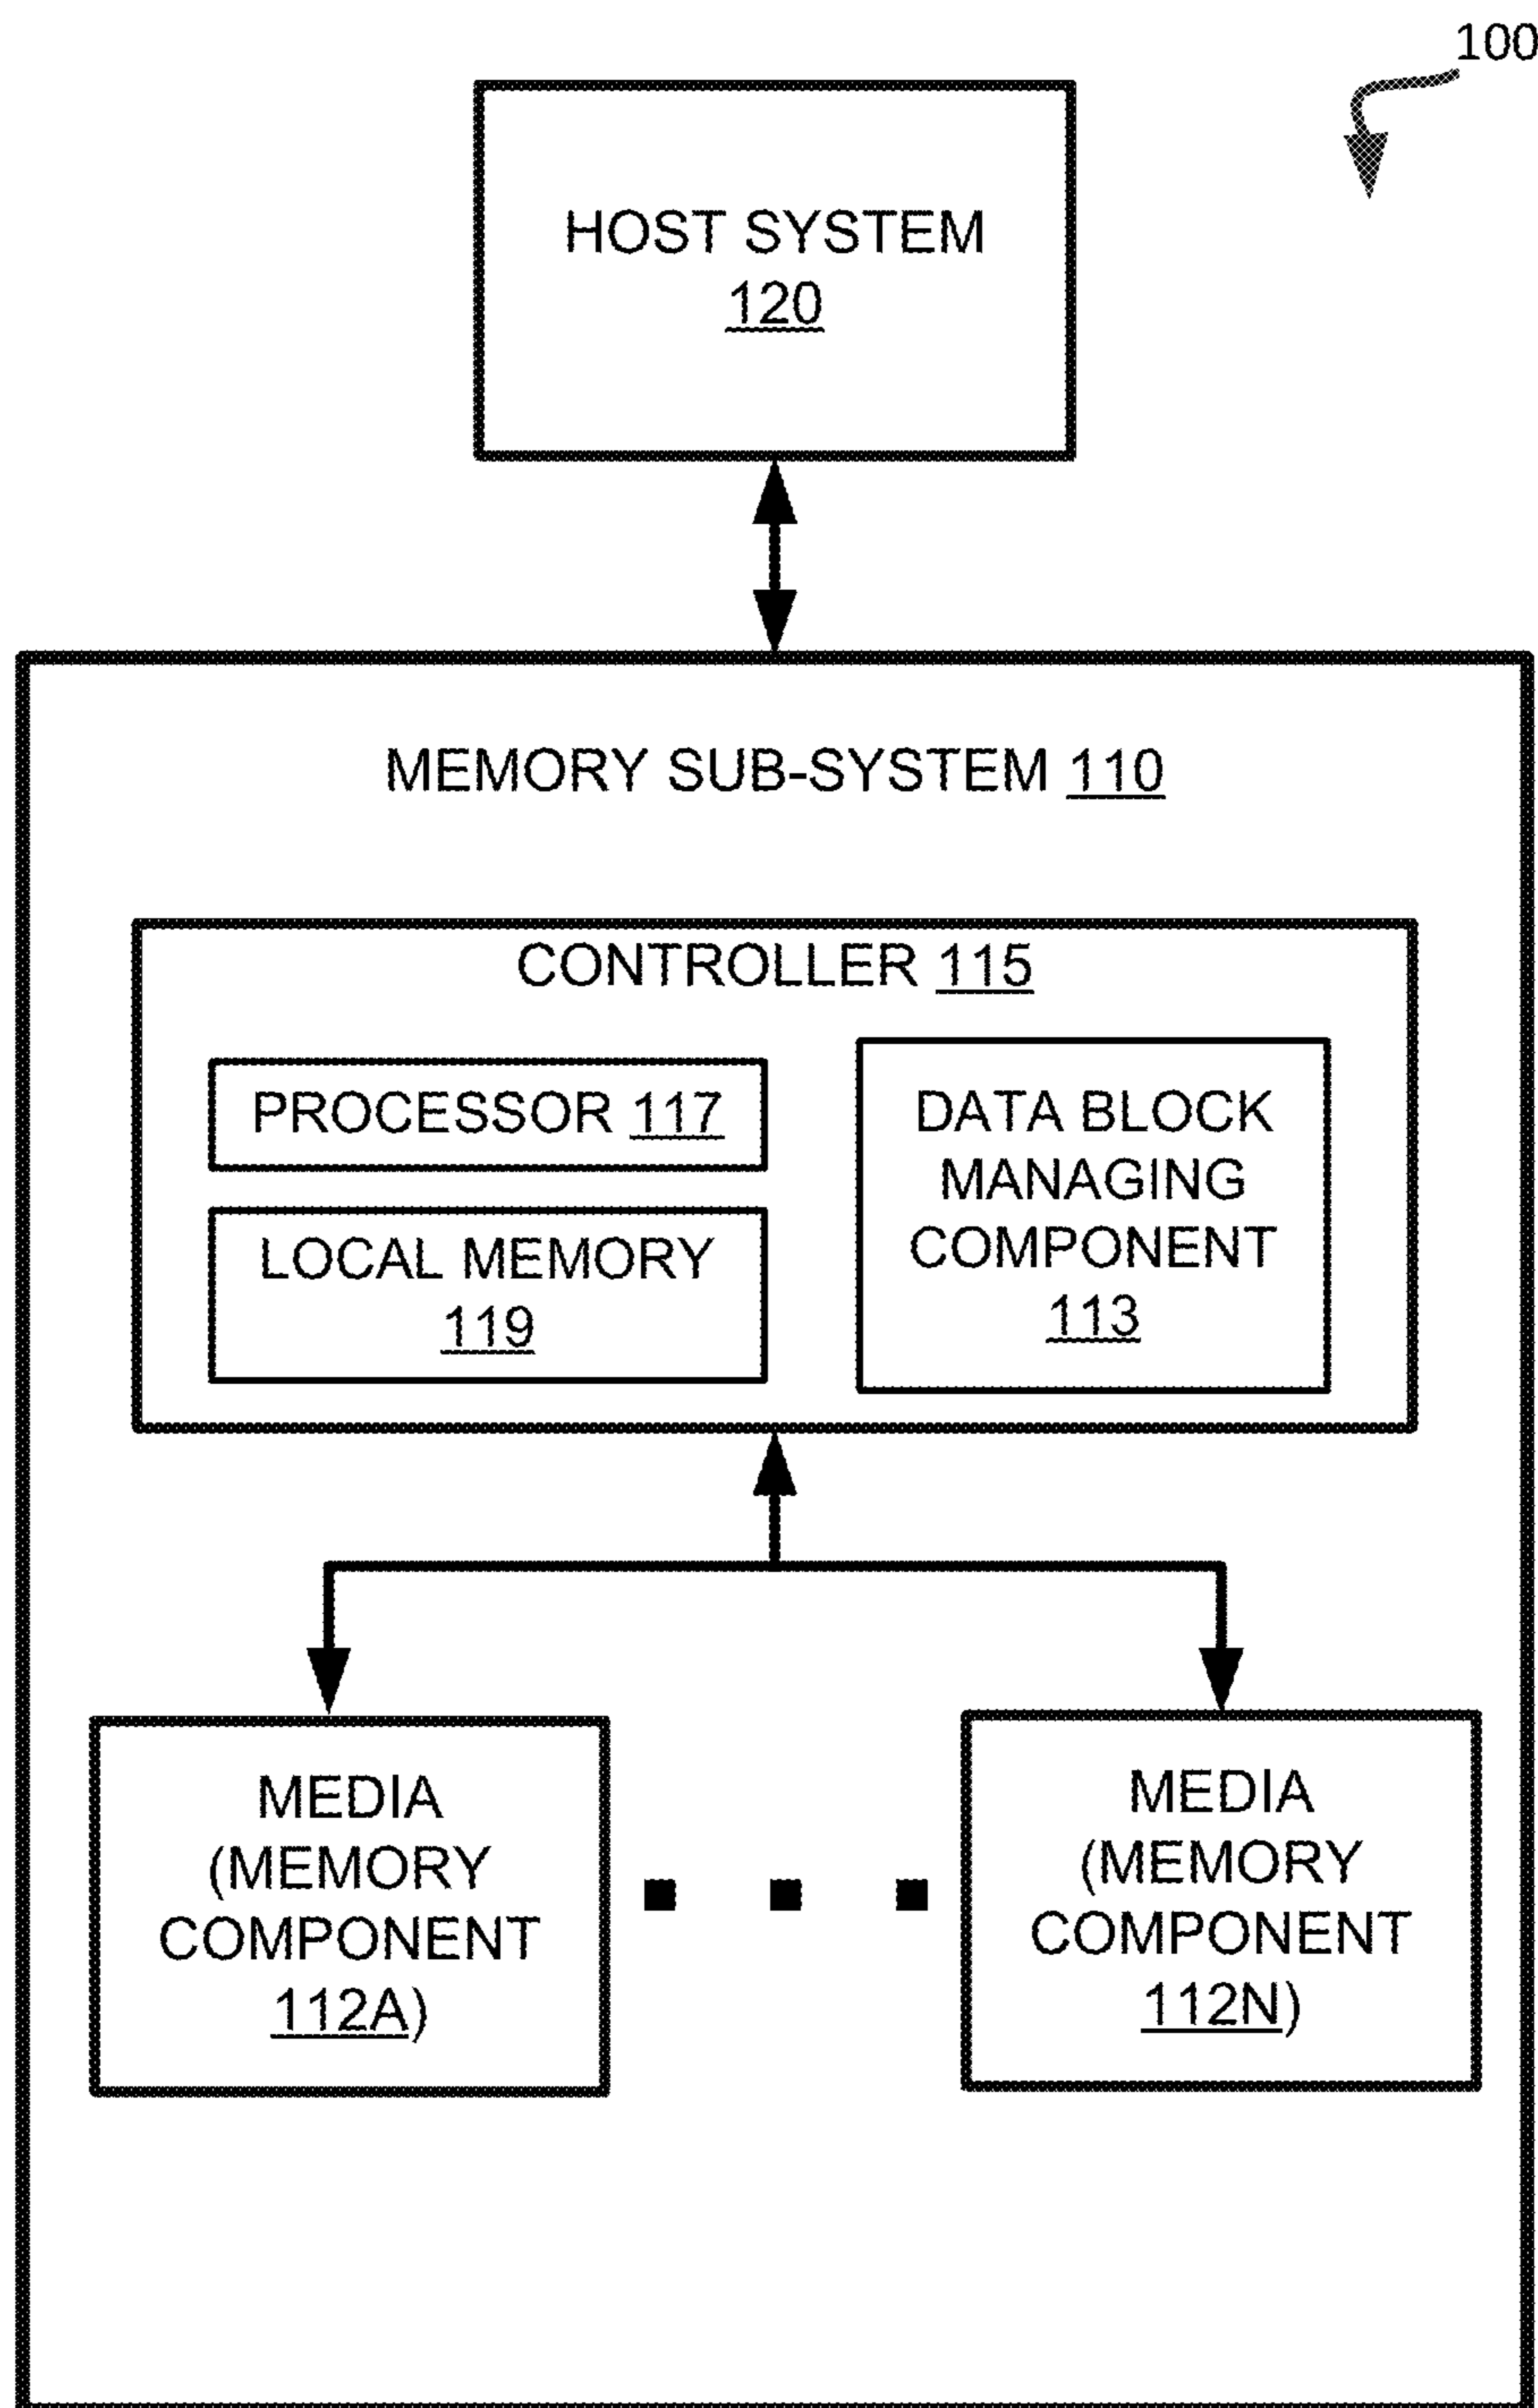 100
HOST SYSTEM
120
MEMORY SUB-SYSTEM 110
CONTROLLER 115
PROCESSOR 117
LOCAL MEMORY
119
DATA BLOCK
MANAGING
COMPONENT
113
MEDIA
(MEMORY
COMPONENT
112A)
MEDIA
(MEMORY
COMPONENT
112N)